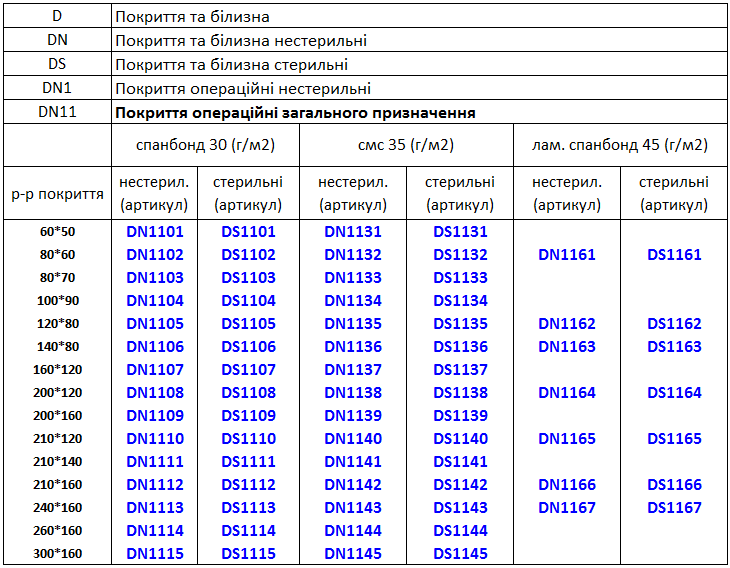 D Покриття та білизна
DN Покриття та білизна нестерильні
DS Покриття та білизна стерильні
DN1 Покриття операційні нестерильні
DN11 Покриття операційні загального призначення
спанбонд 30 (г/м2) смс 35 (г/м2) лам. спанбонд 45 (г/м2)
р-р покриття нестерил. (артикул) стерильні (артикул) нестерил. (артикул) стерильні (артикул) нестерил. (артикул) стерильні (артикул)
60*50 DN1101 DS1101 DN1131 DS1131
80*60 DN1102 DS1102 DN1132 DS1132 DN1161 DS1161
80*70 DN1103 DS1103 DN1133 DS1133
100*90 DN1104 DS1104 DN1134 DS1134
120*80 DN1105 DS1105 DN1135 DS1135 DN1162 DS1162
140*80 DN1106 DS1106 DN1136 DS1136 DN1163 DS1163
160*120 DN1107 DS1107 DN1137 DS1137
200*120 DN1108 DS1108 DN1138 DS1138 DN1164 DS1164
200*160 DN1109 DS1109 DN1139 DS1139
210*120 DN1110 DS1110 DN1140 DS1140 DN1165 DS1165
210*140 DN1111 DS1111 DN1141 DS1141
210*160 DN1112 DS1112 DN1142 DS1142 DN1166 DS1166
240*160 DN1113 DS1113 DN1143 DS1143 DN1167 DS1167
260*160 DN1114 DS1114 DN1144 DS1144
300*160 DN1115 DS1115 DN1145 DS1145